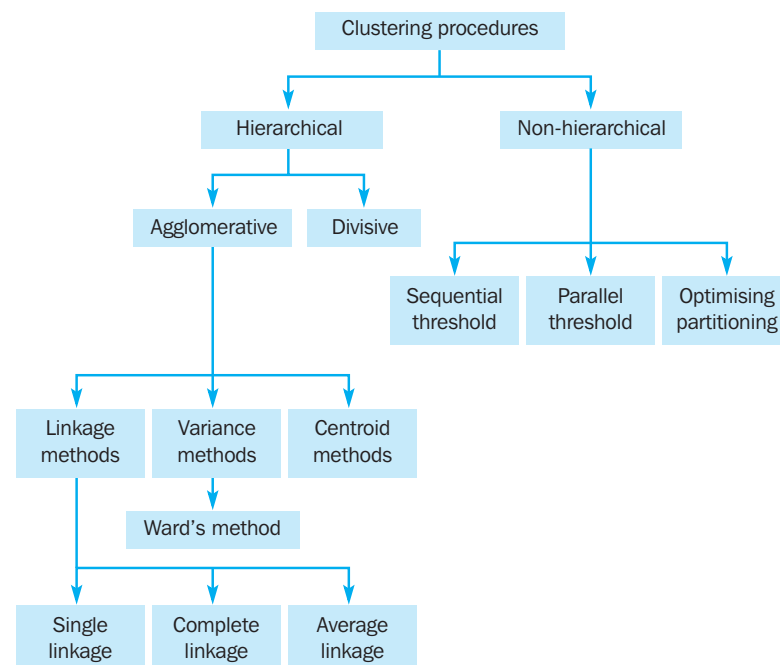 Clustering procedures
Hierarchical
Non-hierarchical
Agglomerative
Divisive
Sequential
threshold
Parallel
threshold
Optimising
partitioning
Linkage
methods
Variance
methods
Centroid
methods
Ward’s method
Single
linkage
Complete
linkage
Average
linkage